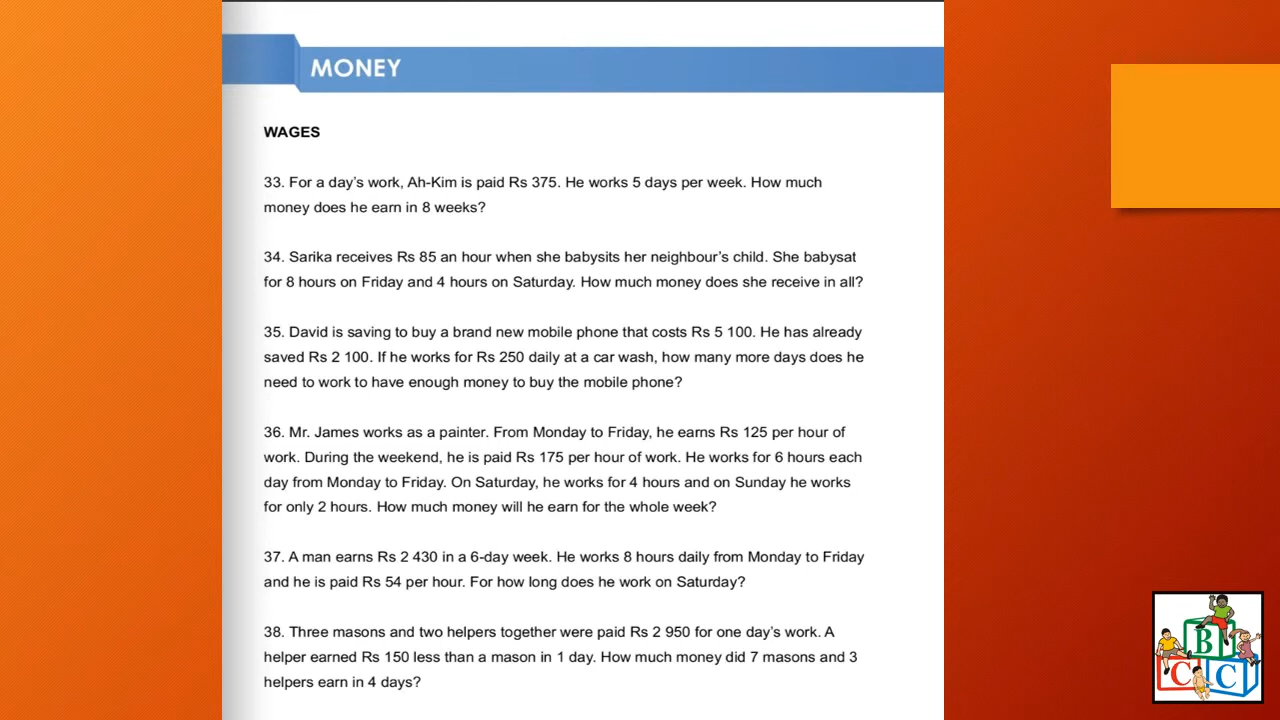 MONEY
WAGES
33. For a day’s work, Ah-Kim is paid Rs 375. He works 5 days per week. How much
money does he earn in 8 weeks?
34. Sarika receives Rs 85 an hour when she babysits her neighbour’s child. She babysat
for 8 hours on Friday and 4 hours on Saturday. How much money does she receive in all?
35. David is saving to buy a brand new mobile phone that costs Rs 5 100. He has already
saved Rs 2 100. If he works for Rs 250 daily at a car wash, how many more days does he
need to work to have enough money to buy the mobile phone?
36. Mr. James works as a painter. From Monday to Friday, he earns Rs 125 per hour of
work. During the weekend, he is paid Rs 175 per hour of work. He works for 6 hours each
day from Monday to Friday. On Saturday, he works for 4 hours and on Sunday he works
for only 2 hours. How much money will he earn for the whole week?
37. A man earns Rs 2 430 in a 6-day week. He works 8 hours daily from Monday to Friday
and he is paid Rs 54 per hour. For how long does he work on Saturday?
38. Three masons and two helpers together were paid Rs 2 950 for one day’s work. A
helper earned Rs 150 less than a mason in 1 day. How much money did 7 masons and 3
helpers earn in 4 days?
B
C C